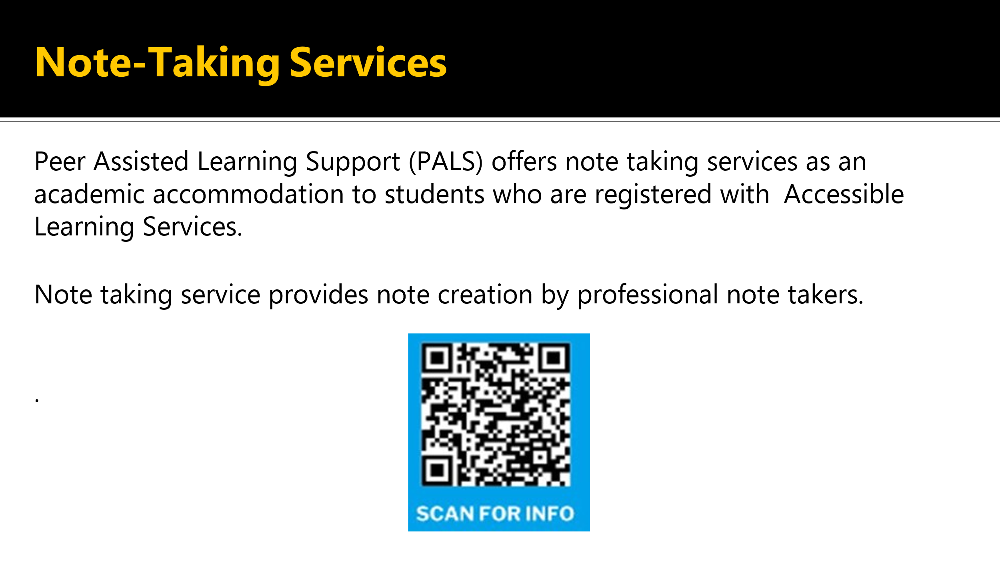 Note-Taking Services
Peer Assisted Learning Support (PALS) offers note taking services as an
academic accommodation to students who are registered with  Accessible
Learning Services.
Note taking service provides note creation by professional note takers.
.
SCAN FOR INFO